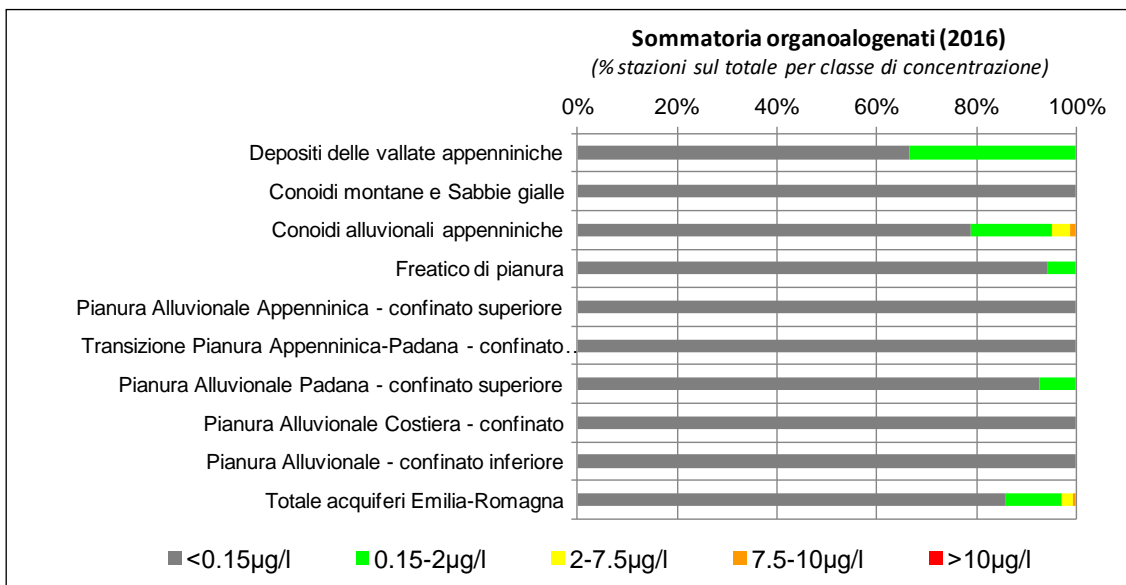 Sommatoria organoalogenati (2016)
(% stazioni sul totale per classe di concentrazione)
0% 20% 40% 60% 80% 100%
Depositi delle vallate appenniniche
Conoidi montane e Sabbie gialle
Conoidi alluvionali appenniniche
Freatico di pianura
Pianura Alluvionale Appenninica - confinato superiore
Transizione Pianura Appenninica-Padana - confinato..
Pianura Alluvionale Padana - confinato superiore
Pianura Alluvionale Costiera - confinato
Pianura Alluvionale - confinato inferiore
Totale acquiferi Emilia-Romagna
<0.15µg/l 0.15-2µg/l 2-7.5µg/l 7.5-10µg/l >10µg/l